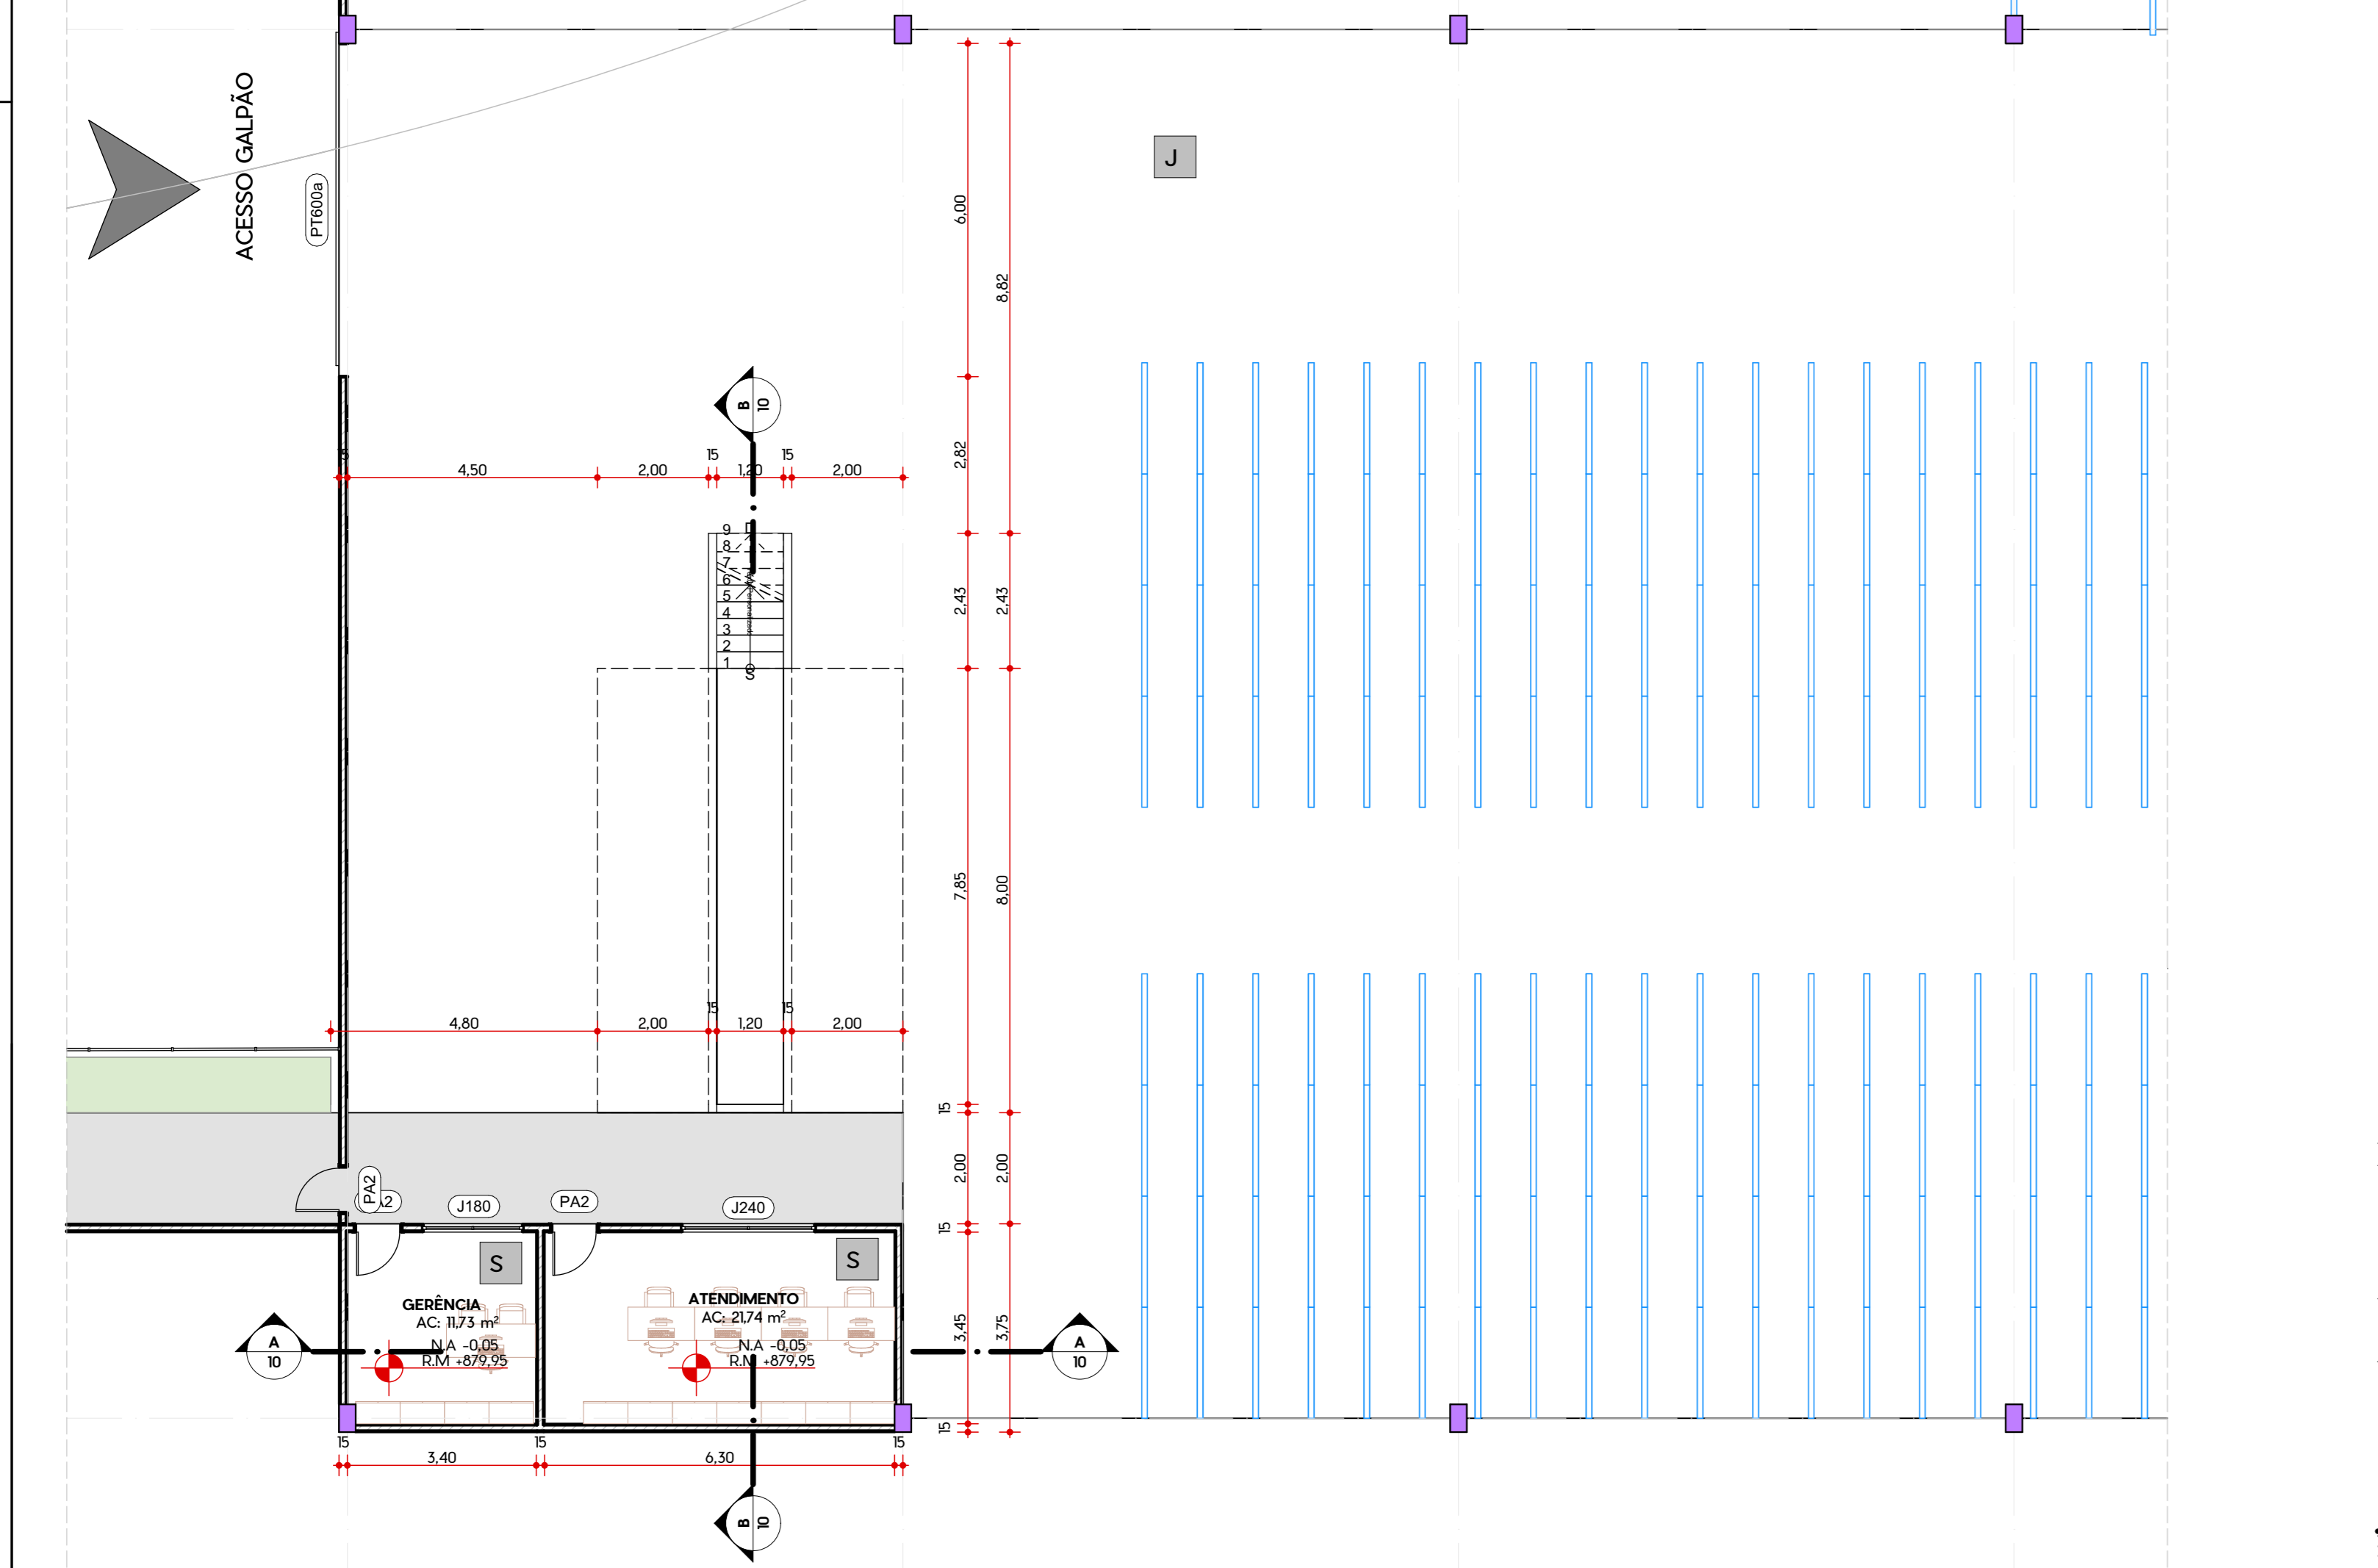 ACESSO GALPÃO
PT600a
J
6,00
8,82
B
10
15
4,50
2,00
15
1,20
15
2,00
2,82
9
8
7
6
5
4
3
2
1
S
2,43
2,43
7,85
8,00
4,80
2,00
15
1,20
15
2,00
15
2,00
2,00
15
PA2
J180
PA2
J240
S
S
GERÊNCIA
AC: 11,73 m²
N.A -0,05
R.M +879,95
ATENDIMENTO
AC: 21,74 m²
N.A -0,05
+879,95
A
10
A
10
3,45
3,75
15
15
3,40
15
6,30
15
B
10